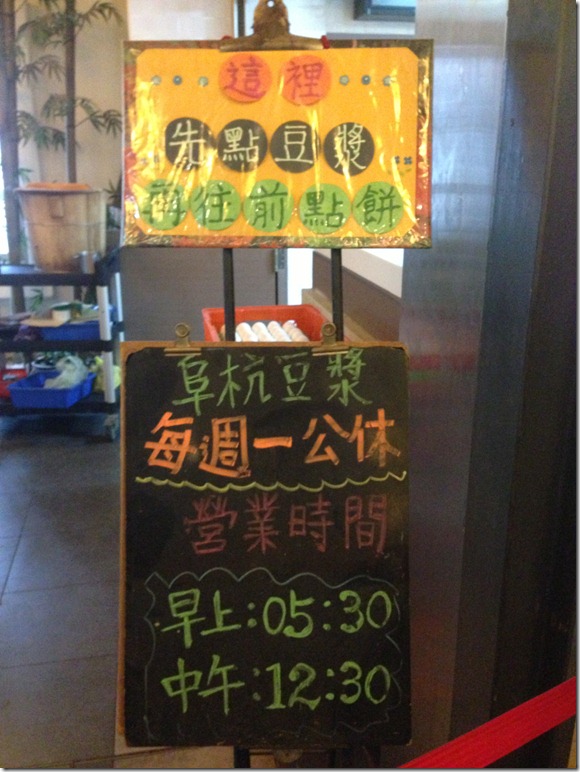 這裡
先點豆漿
再往前點餅
阜杭豆漿
每週一公休
營業時間
早上:05:30
中午:12:30